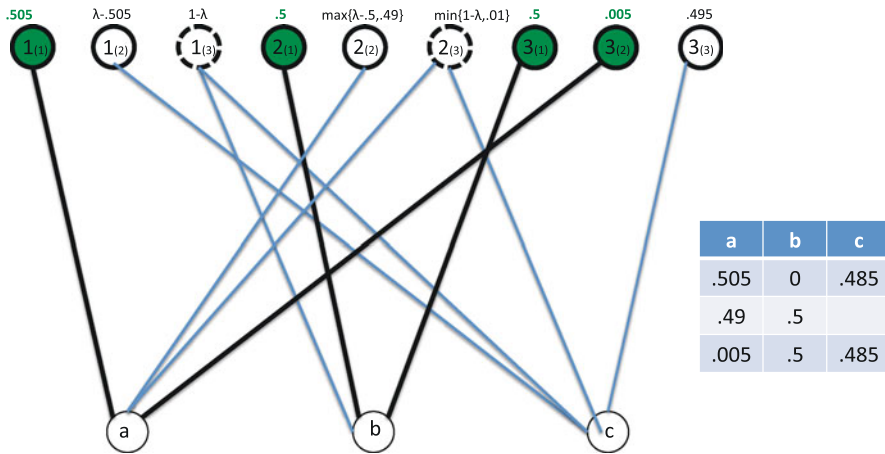 .505 λ-.505 1-λ .5 max{λ-.5,.49} min{1-λ,.01} .5 .005 .495
1(1) 1(2) 1(3) 2(1) 2(2) 2(3) 3(1) 3(2) 3(3)
a b c
.505 0 .485
.49 .5
.005 .5 .485
a b c